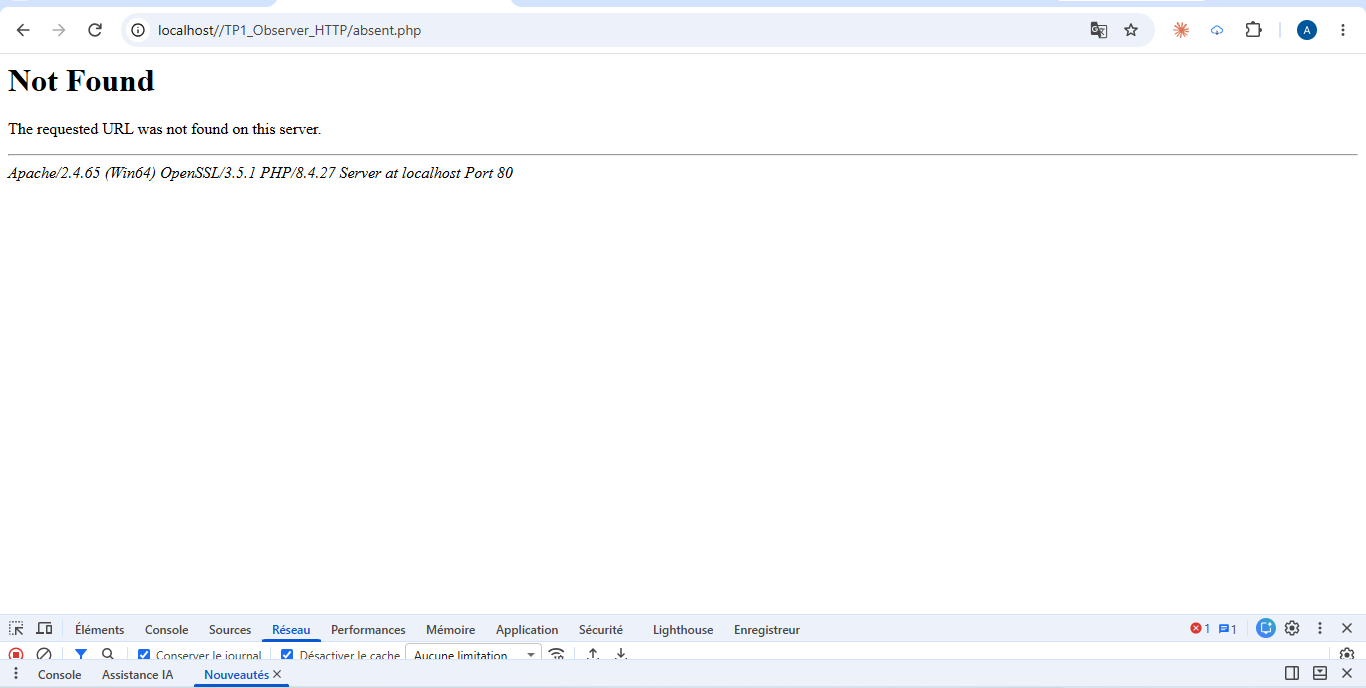 localhost//TP1_Observer_HTTP/absent.php
A
Not Found
The requested URL was not found on this server.
Apache/2.4.65 (Win64) OpenSSL/3.5.1 PHP/8.4.27 Server at localhost Port 80
Éléments Console Sources Réseau Performances Mémoire Application Sécurité Lighthouse Enregistreur 1 1
Conserver le journal Désactiver le cache Aucune limitation
Console Assistance IA Nouveautés